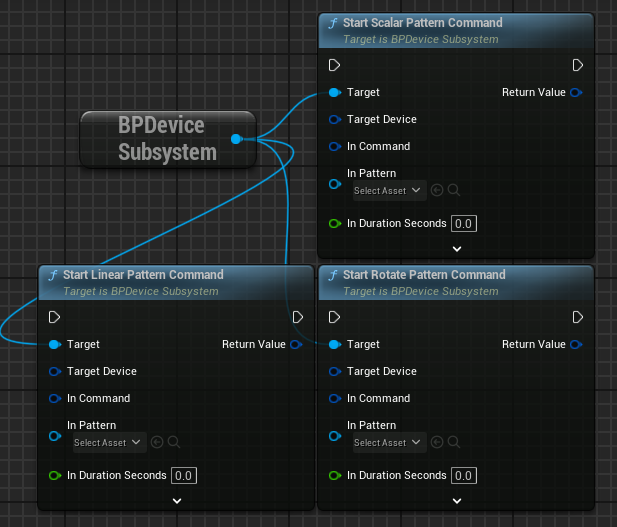 Start Scalar Pattern Command
Target is BPDevice Subsystem
Target
Return Value
Target Device
In Command
In Pattern
Select Asset
In Duration Seconds 0.0
BPDevice
Subsystem
Start Linear Pattern Command
Target is BPDevice Subsystem
Target
Return Value
Target Device
In Command
In Pattern
Select Asset
In Duration Seconds 0.0
Start Rotate Pattern Command
Target is BPDevice Subsystem
Target
Return Value
Target Device
In Command
In Pattern
Select Asset
In Duration Seconds 0.0